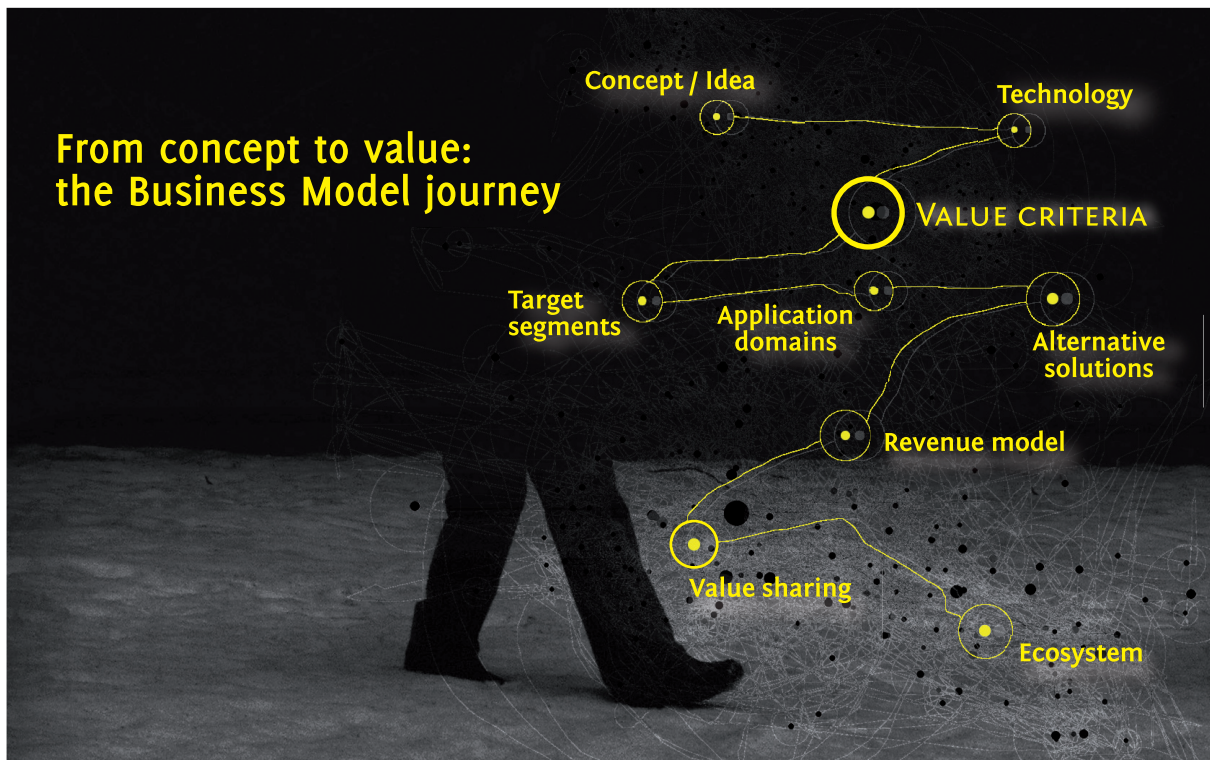 From concept to value:
the Business Model journey
Concept / Idea
Technology
VALUE CRITERIA
Target
segments
Application
domains
Alternative
solutions
Revenue model
Value sharing
Ecosystem